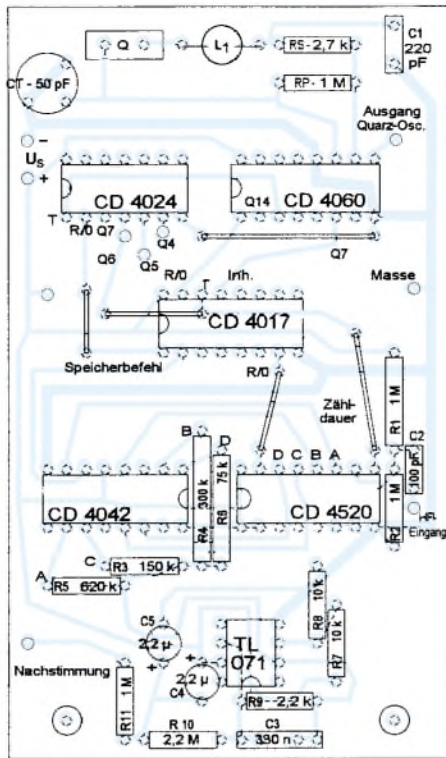 Q
L1
RS-2,7 k
C1
220
pF
CT - 50 pF
RP- 1 M
Ausgang
Quarz-Osc.
−
US
+
CD 4024
Q14
CD 4060
T
R/0
Q7
Q4
Q6
Q5
Q7
R/0
T
Inh.
Masse
CD 4017
Speicherbefehl
R/0
Zähl-
dauer
R1 1 M
B
D
D C B A
C2
100 pF
R4 300 k
R6 75 k
CD 4042
CD 4520
R2 1 M
Eingang
C
R3 150 k
A
R5 620 k
R8 10 k
R7 10 k
C5
2,2 µ
TL
071
+
+
2,2 µ
C4
Nachstimmung
R11 1 M
R9--2,2 k
R 10
2,2 M
C3
330 n